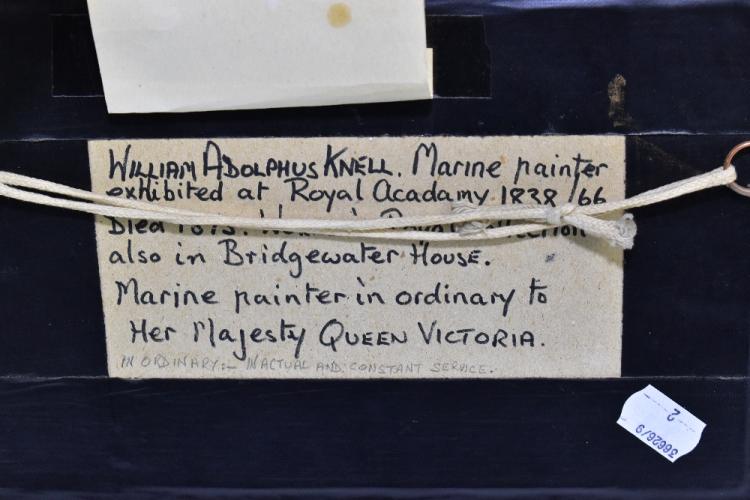 WILLIAM ADOLPHUS KNELL. Marine painter
exhibited at Royal Acadamy 1838/66
Died 1875.
also in Bridgewater House.
Marine painter in ordinary to
Her Majesty QUEEN VICTORIA.
IN ORDINARY:- IN ACTUAL AND CONSTANT SERVICE.
2
36626/9